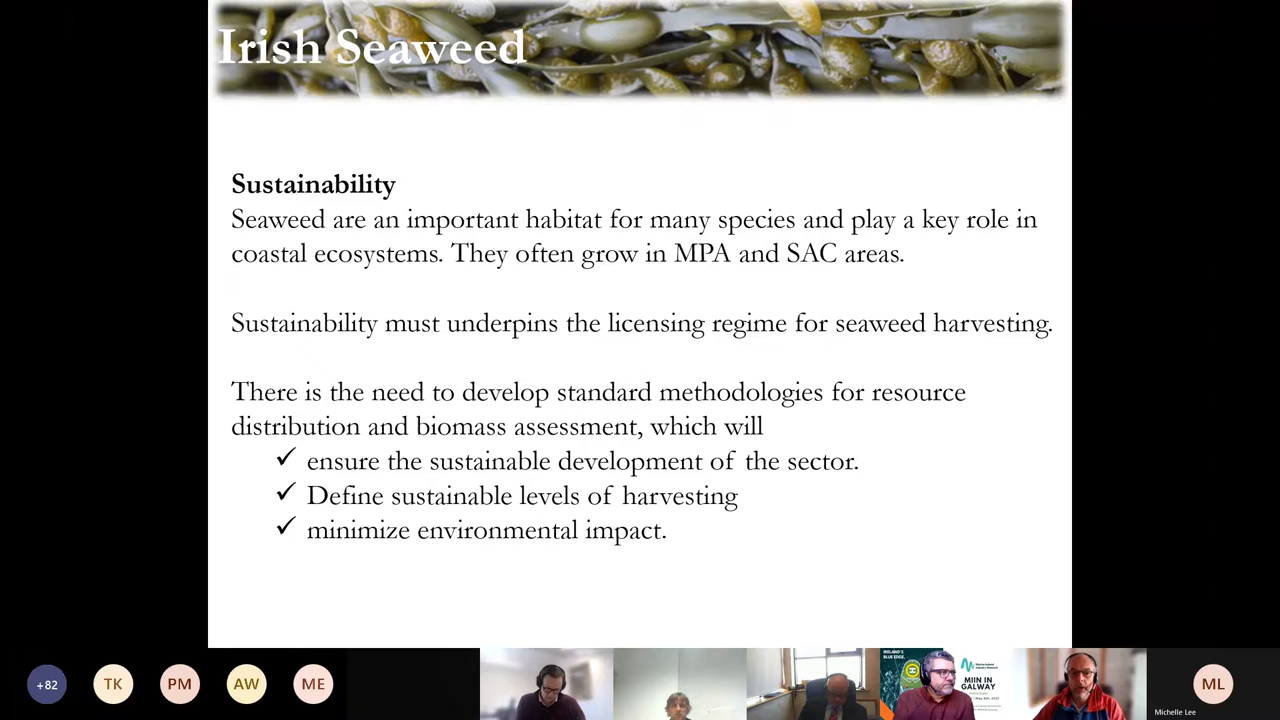 Irish Seaweed
Sustainability
Seaweed are an important habitat for many species and play a key role in
coastal ecosystems. They often grow in MPA and SAC areas.
Sustainability must underpins the licensing regime for seaweed harvesting.
There is the need to develop standard methodologies for resource
distribution and biomass assessment, which will
✓ ensure the sustainable development of the sector.
✓ Define sustainable levels of harvesting
✓ minimize environmental impact.
+82
TK
PM
AW
ME
IRELAND'S
BLUE EDGE.
MIIN IN
GALWAY
ML
Michelle Lee